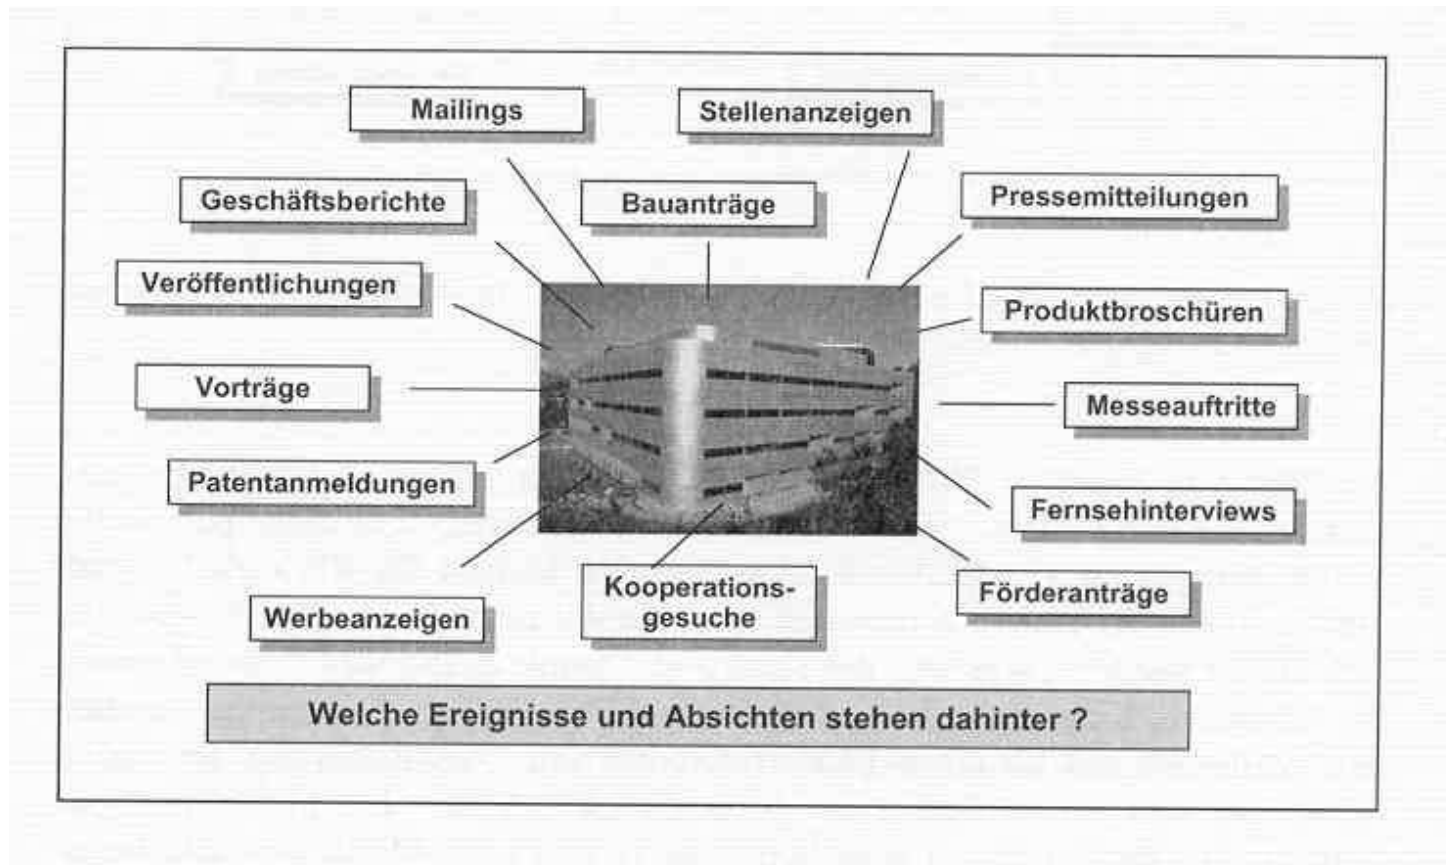 Mailings
Stellenanzeigen
Geschäftsberichte
Bauanträge
Pressemitteilungen
Veröffentlichungen
Produktbroschüren
Vorträge
Messeauftritte
Patentanmeldungen
Fernsehinterviews
Werbeanzeigen
Kooperations-
gesuche
Förderanträge
Welche Ereignisse und Absichten stehen dahinter ?